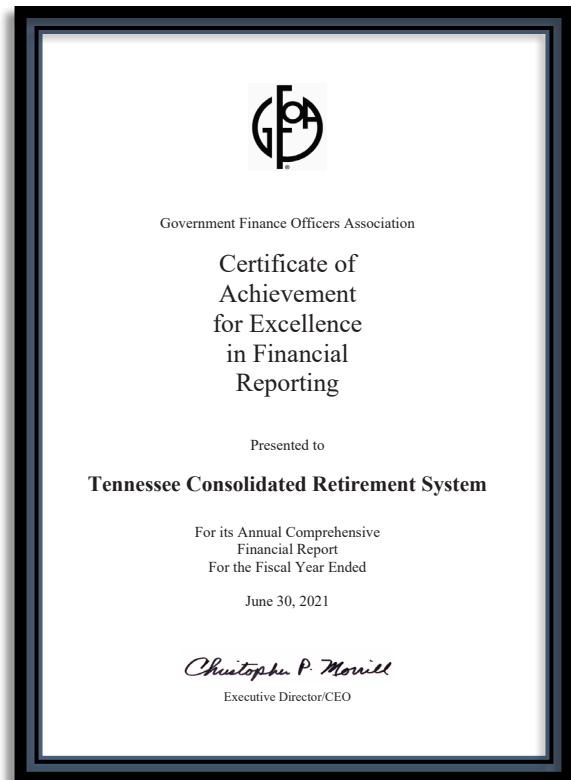 GFOA
Government Finance Officers Association
Certificate of
Achievement
for Excellence
in Financial
Reporting
Presented to
Tennessee Consolidated Retirement System
For its Annual Comprehensive
Financial Report
For the Fiscal Year Ended
June 30, 2021
Christopher P. Morrill
Executive Director/CEO